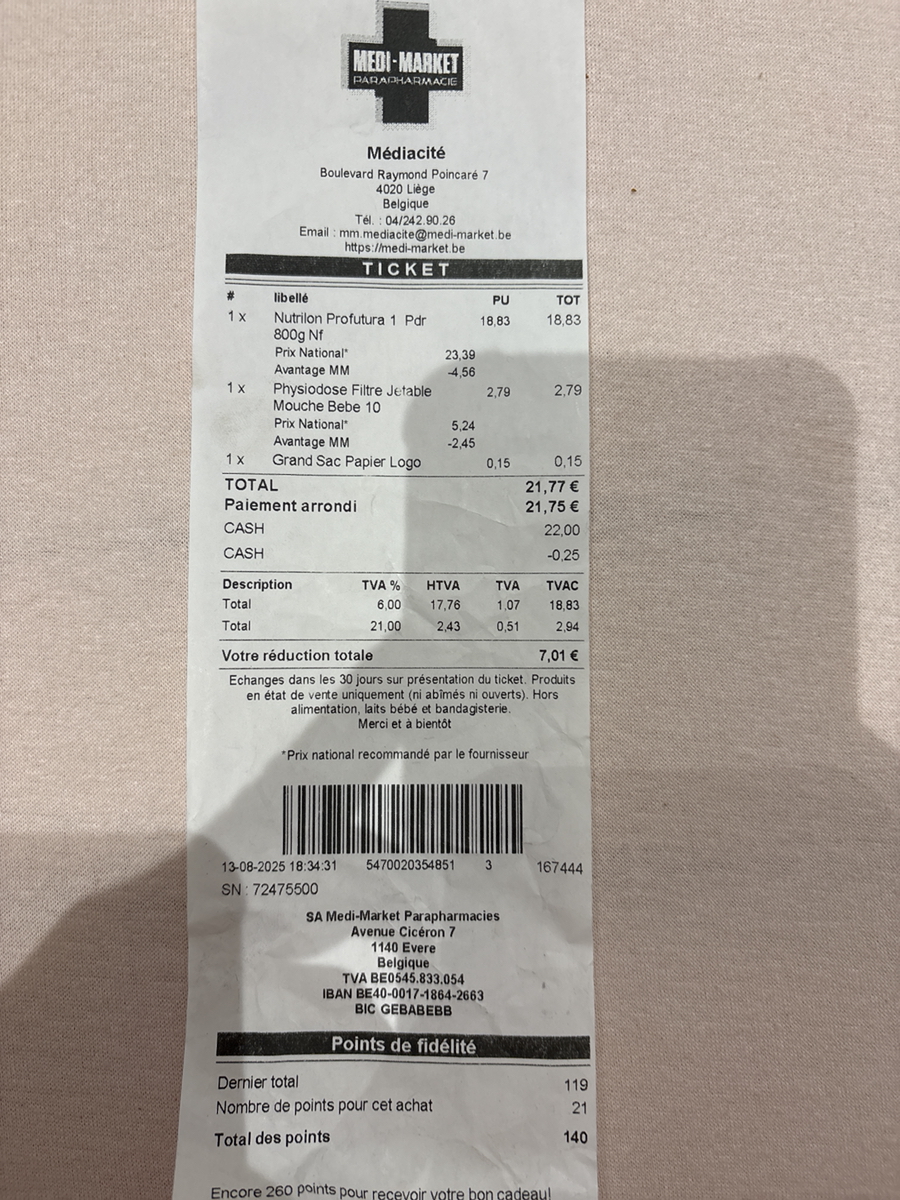 MEDI-MARKET
PARAPHARMACIE
Médiacité
Boulevard Raymond Poincaré 7
4020 Liège
Belgique
Tél. : 04/242.90.26
Email : mm.mediacite@medi-market.be
https://medi-market.be
TICKET
# libellé PU TOT
1 x Nutrilon Profutura 1 Pdr 18,83 18,83
800g Nf
Prix National* 23,39
Avantage MM -4,56
1 x Physiodose Filtre Jetable 2,79 2,79
Mouche Bebe 10
Prix National* 5,24
Avantage MM -2,45
1 x Grand Sac Papier Logo 0,15 0,15
TOTAL 21,77 €
Paiement arrondi 21,75 €
CASH 22,00
CASH -0,25
Description TVA % HTVA TVA TVAC
Total 6,00 17,76 1,07 18,83
Total 21,00 2,43 0,51 2,94
Votre réduction totale 7,01 €
Echanges dans les 30 jours sur présentation du ticket. Produits
en état de vente uniquement (ni abîmés ni ouverts). Hors
alimentation, laits bébé et bandagisterie.
Merci et à bientôt
*Prix national recommandé par le fournisseur
13-08-2025 18:34:31 5470020354851 3 167444
SN : 72475500
SA Medi-Market Parapharmacies
Avenue Cicéron 7
1140 Evere
Belgique
TVA BE0545.833.054
IBAN BE40-0017-1864-2663
BIC GEBABEBB
Points de fidélité
Dernier total 119
Nombre de points pour cet achat 21
Total des points 140
Encore 260 points pour recevoir votre bon cadeau!